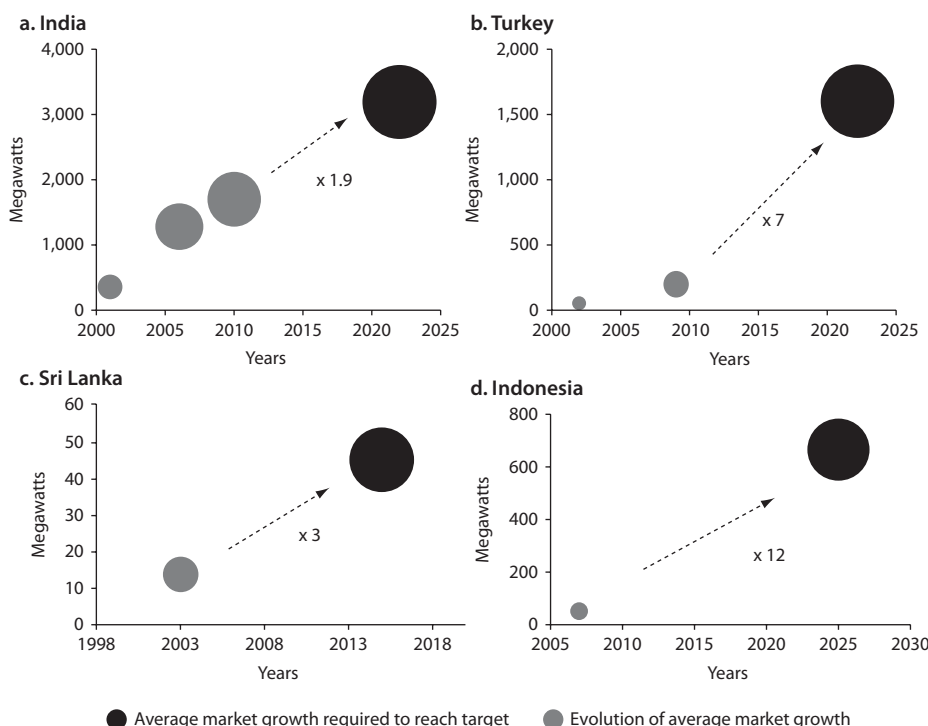 a. India
4,000
3,000
2,000
1,000
0
Megawatts
x 1.9
2000 2005 2010 2015 2020 2025
Years
b. Turkey
2,000
1,500
1,000
500
0
Megawatts
x 7
2000 2005 2010 2015 2020 2025
Years
c. Sri Lanka
60
50
40
30
20
10
0
Megawatts
x 3
1998 2003 2008 2013 2018
Years
d. Indonesia
800
600
400
200
0
Megawatts
x 12
2005 2010 2015 2020 2025 2030
Years
Average market growth required to reach target Evolution of average market growth